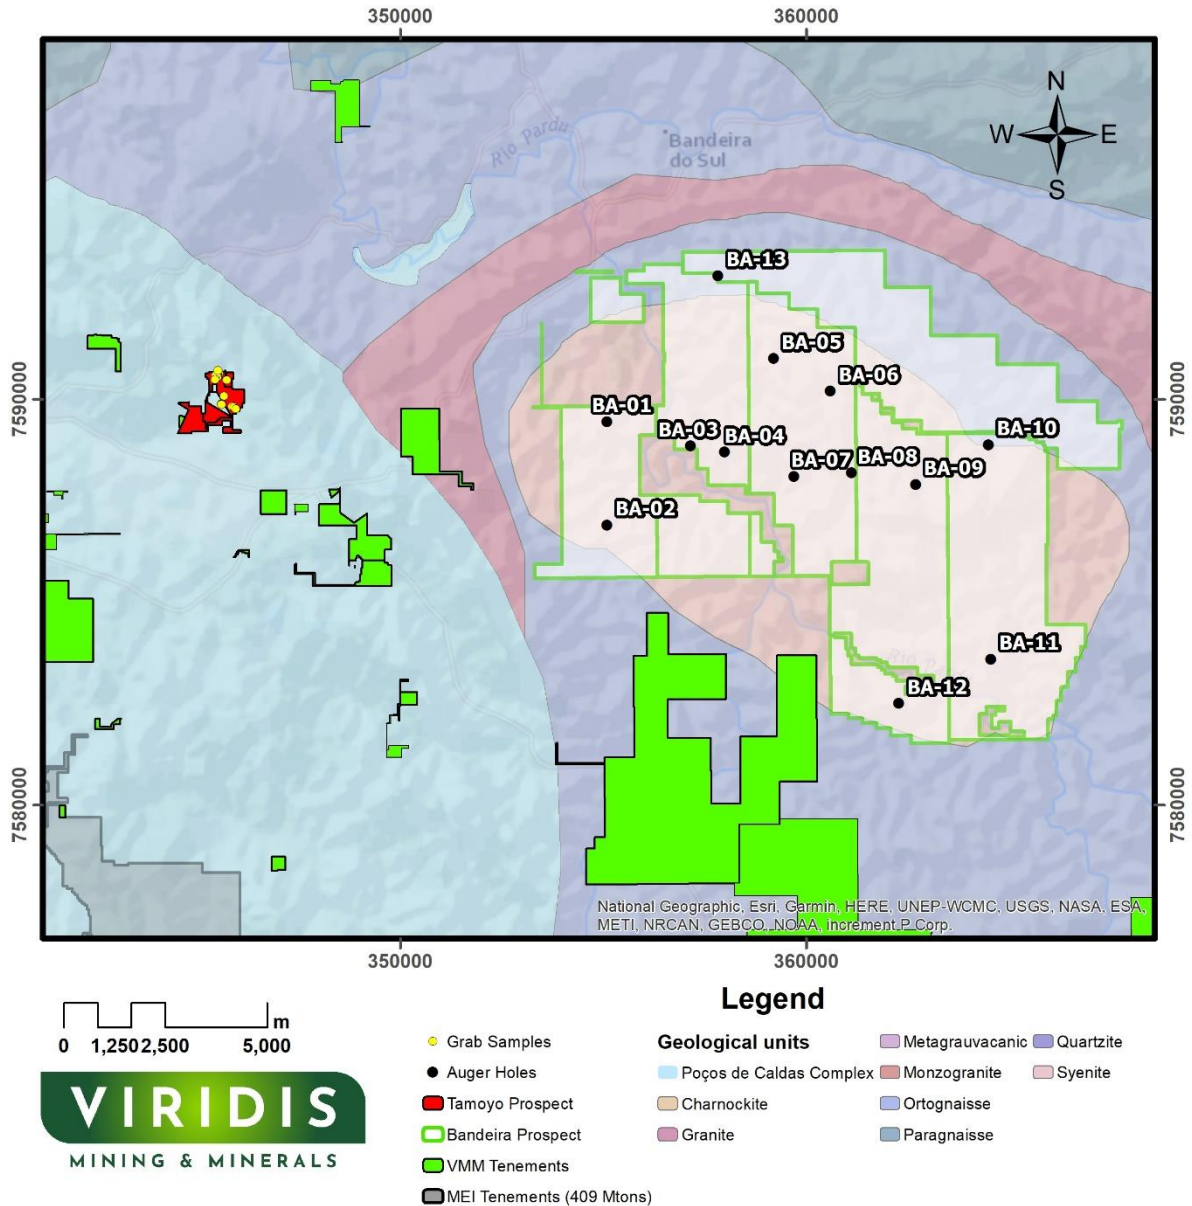 350000
360000
N
W
E
S
Rio Pardo
Bandeira
do Sul
7590000
7590000
7580000
7580000
BA-13
BA-05
BA-06
BA-01
BA-03
BA-04
BA-10
BA-07
BA-08
BA-09
BA-02
BA-11
Rio Pardo
BA-12
National Geographic, Esri, Garmin, HERE, UNEP-WCMC, USGS, NASA, ESA,
METI, NRCAN, GEBCO, NOAA, increment P Corp.
350000
360000
m
0 1,250 2,500 5,000
VIRIDIS
MINING & MINERALS
Legend
Grab Samples
Auger Holes
Tamoyo Prospect
Bandeira Prospect
VMM Tenements
MEI Tenements (409 Mtons)
Geological units
Poços de Caldas Complex
Charnockite
Granite
Metagrauvacanic
Monzogranite
Ortognaisse
Paragnaisse
Quartzite
Syenite